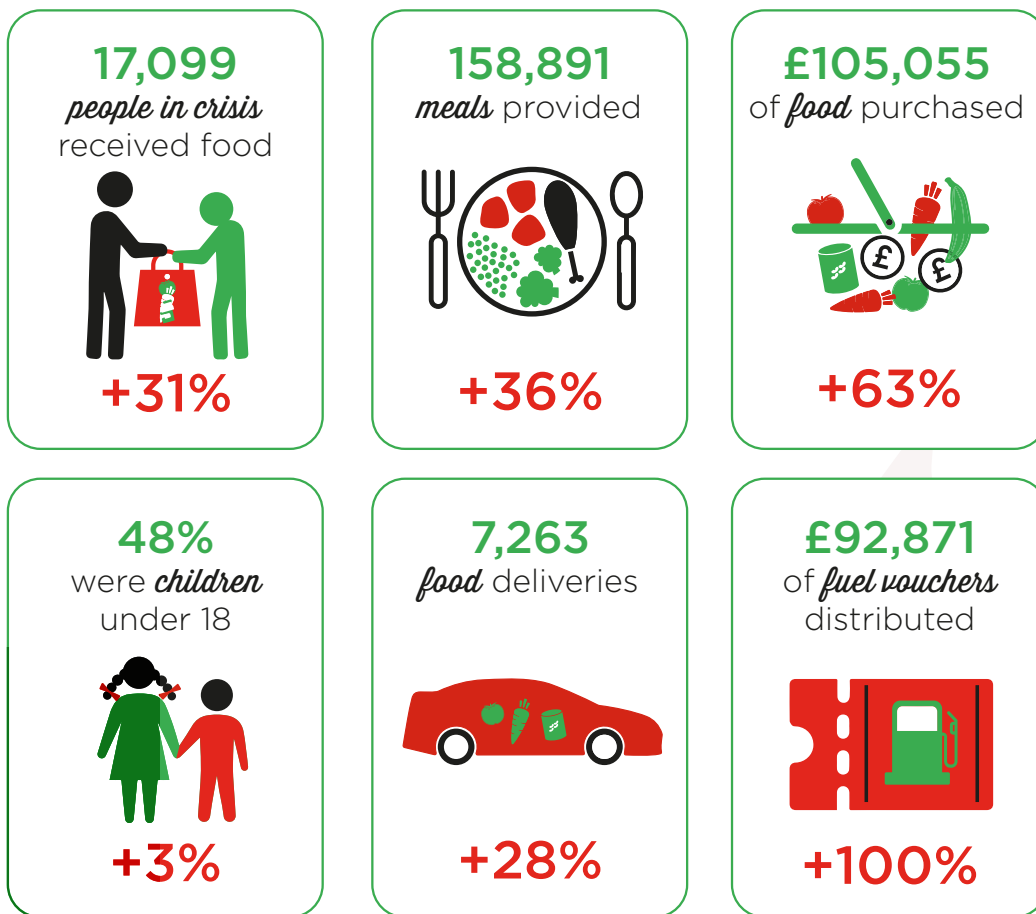 17,099
people in crisis
received food
+31%
158,891
meals provided
+36%
£105,055
of food purchased
£
£
+63%
48%
were children
under 18
+3%
7,263
food deliveries
+28%
£92,871
of fuel vouchers
distributed
+100%